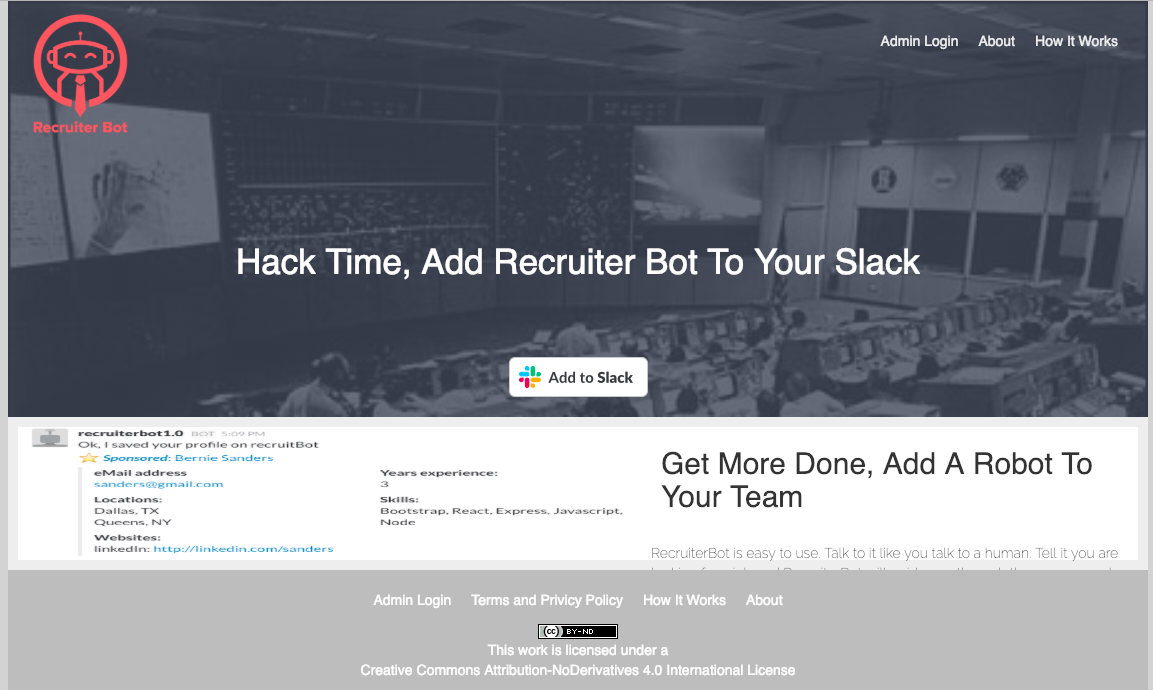 Recruiter Bot
Admin Login About How It Works
Hack Time, Add Recruiter Bot To Your Slack
Add to Slack
recruiterbot1.0 BOT 5:09 PM
Ok, I saved your profile on recruitBot
Sponsored: Bernie Sanders
eMail address
sanders@gmail.com
Years experience:
3
Locations:
Dallas, TX
Queens, NY
Skills:
Bootstrap, React, Express, Javascript,
Node
Websites:
linkedIn: http://linkedin.com/sanders
Get More Done, Add A Robot To
Your Team
RecruiterBot is easy to use. Talk to it like you talk to a human. Tell it you are
Admin Login Terms and Privicy Policy How It Works About
cc BY-ND
This work is licensed under a
Creative Commons Attribution-NoDerivatives 4.0 International License